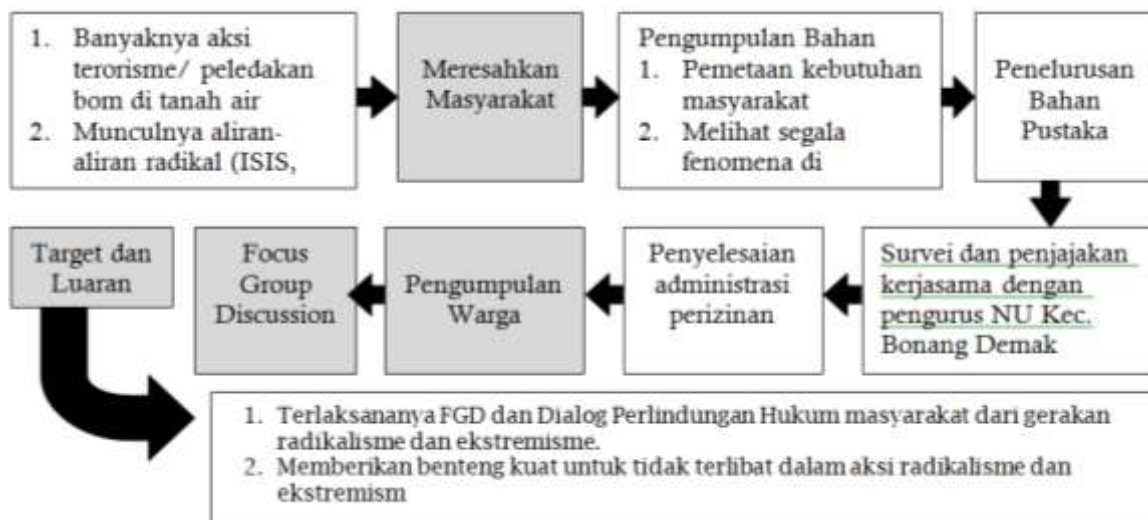 1. Banyaknya aksi
terorisme/ peledakan
bom di tanah air
2. Munculnya aliran-
aliran radikal (ISIS,
Meresahkan
Masyarakat
Pengumpulan Bahan
1. Pemetaan kebutuhan
masyarakat
2. Melihat segala
fenomena di
Penelurusan
Bahan
Pustaka
Survei dan penjajakan
kerjasama dengan
pengurus NU Kec.
Bonang Demak
Penyelesaian
administrasi
perizinan
Pengumpulan
Warga
Focus
Group
Discussion
Target dan
Luaran
1. Terlaksananya FGD dan Dialog Perlindungan Hukum masyarakat dari gerakan
radikalisme dan ekstremisme.
2. Memberikan benteng kuat untuk tidak terlibat dalam aksi radikalisme dan
ekstremism